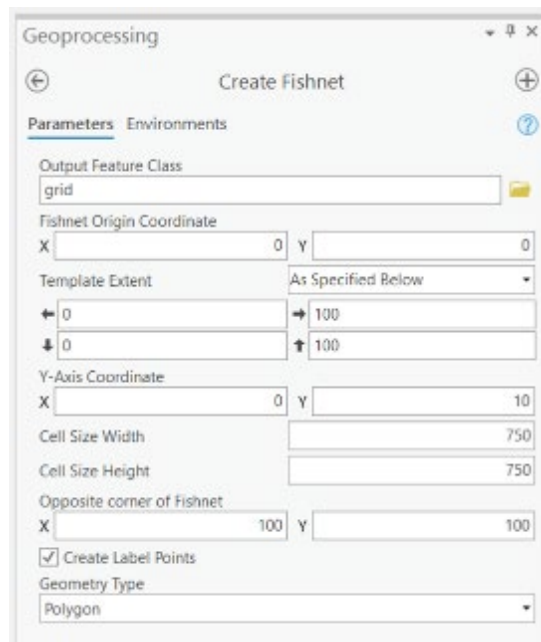 Geoprocessing
Create Fishnet
Parameters Environments
Output Feature Class
grid
Fishnet Origin Coordinate
X 0 Y 0
Template Extent As Specified Below
0 100
0 100
Y-Axis Coordinate
X 0 Y 10
Cell Size Width 750
Cell Size Height 750
Opposite corner of Fishnet
X 100 Y 100
Create Label Points
Geometry Type
Polygon